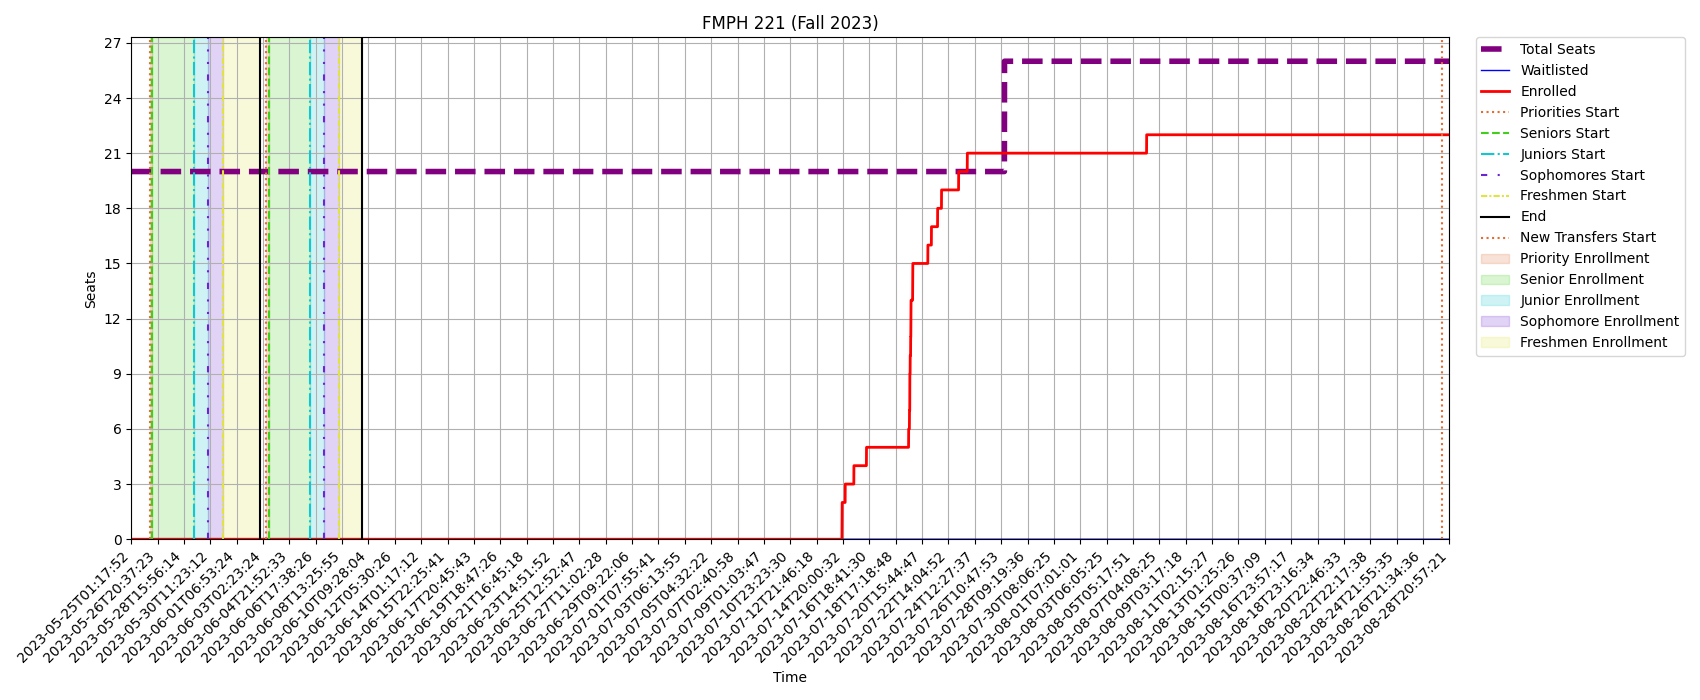 FMPH 221 (Fall 2023)
Seats
27
24
21
18
15
12
9
6
3
0
2023-05-25T01:17:52
2023-05-26T20:37:23
2023-05-28T15:56:14
2023-05-30T11:23:12
2023-06-01T06:53:24
2023-06-03T02:23:24
2023-06-04T21:52:33
2023-06-06T17:38:26
2023-06-08T13:25:55
2023-06-10T09:28:04
2023-06-12T05:30:26
2023-06-14T01:17:12
2023-06-15T22:25:41
2023-06-17T20:45:43
2023-06-19T18:47:26
2023-06-21T16:45:18
2023-06-23T14:51:52
2023-06-25T12:52:47
2023-06-27T11:02:28
2023-06-29T09:22:06
2023-07-01T07:55:41
2023-07-03T06:13:55
2023-07-05T04:32:22
2023-07-07T02:40:58
2023-07-09T01:03:47
2023-07-10T23:23:30
2023-07-12T21:46:18
2023-07-14T20:00:32
2023-07-16T18:41:30
2023-07-18T17:18:48
2023-07-20T15:44:47
2023-07-22T14:04:52
2023-07-24T12:27:37
2023-07-26T10:47:53
2023-07-28T09:19:36
2023-07-30T08:06:25
2023-08-01T07:01:01
2023-08-03T06:05:25
2023-08-05T05:17:51
2023-08-07T04:08:25
2023-08-09T03:17:18
2023-08-11T02:15:27
2023-08-13T01:25:26
2023-08-15T00:37:09
2023-08-16T23:57:17
2023-08-18T23:16:34
2023-08-20T22:46:33
2023-08-22T22:17:38
2023-08-24T21:55:35
2023-08-26T21:34:36
2023-08-28T20:57:21
Time
Total Seats
Waitlisted
Enrolled
Priorities Start
Seniors Start
Juniors Start
Sophomores Start
Freshmen Start
End
New Transfers Start
Priority Enrollment
Senior Enrollment
Junior Enrollment
Sophomore Enrollment
Freshmen Enrollment